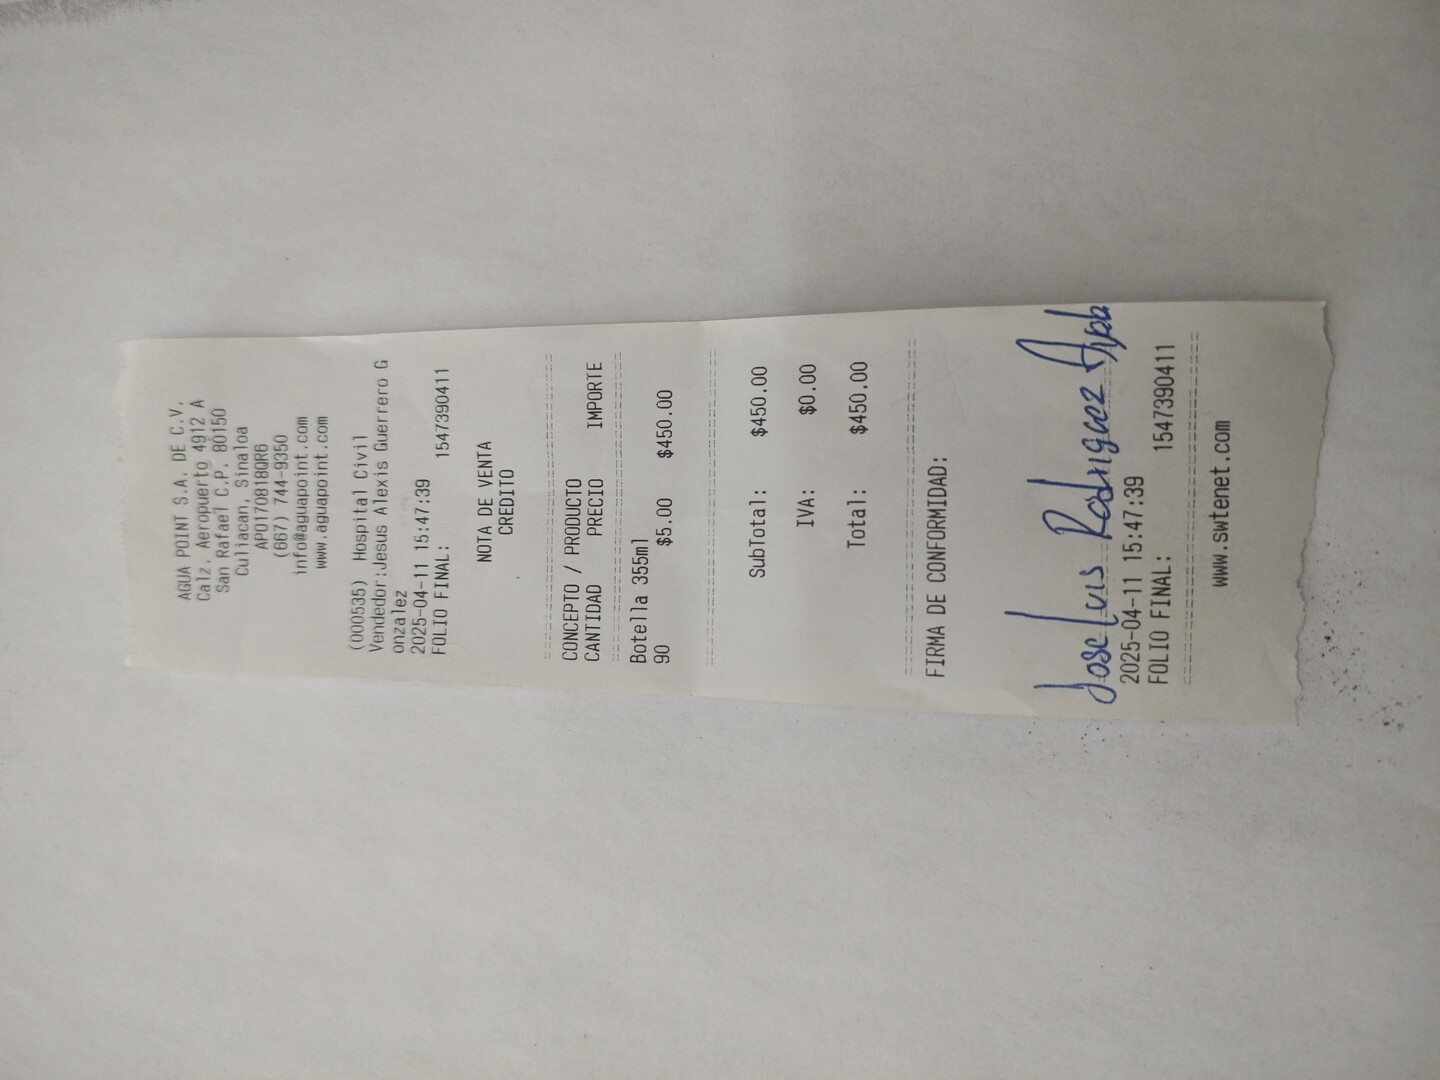 AGUA POINT S.A. DE C.V.
Calz. Aeropuerto 4912 A
San Rafael C.P. 80150
Culiacan, Sinaloa
APO170818QR6
(667) 744-9350
info@aguapoint.com
www.aguapoint.com
(000535) Hospital Civil
Vendedor:Jesus Alexis Guerrero G
onzalez
2025-04-11 15:47:39
FOLIO FINAL: 1547390411
NOTA DE VENTA
CREDITO
CONCEPTO / PRODUCTO
CANTIDAD PRECIO IMPORTE
Botella 355ml
90 $5.00 $450.00
SubTotal: $450.00
IVA: $0.00
Total: $450.00
FIRMA DE CONFORMIDAD:
Jose Luis Rodriguez
2025-04-11 15:47:39
FOLIO FINAL: 1547390411
www.swtenet.com